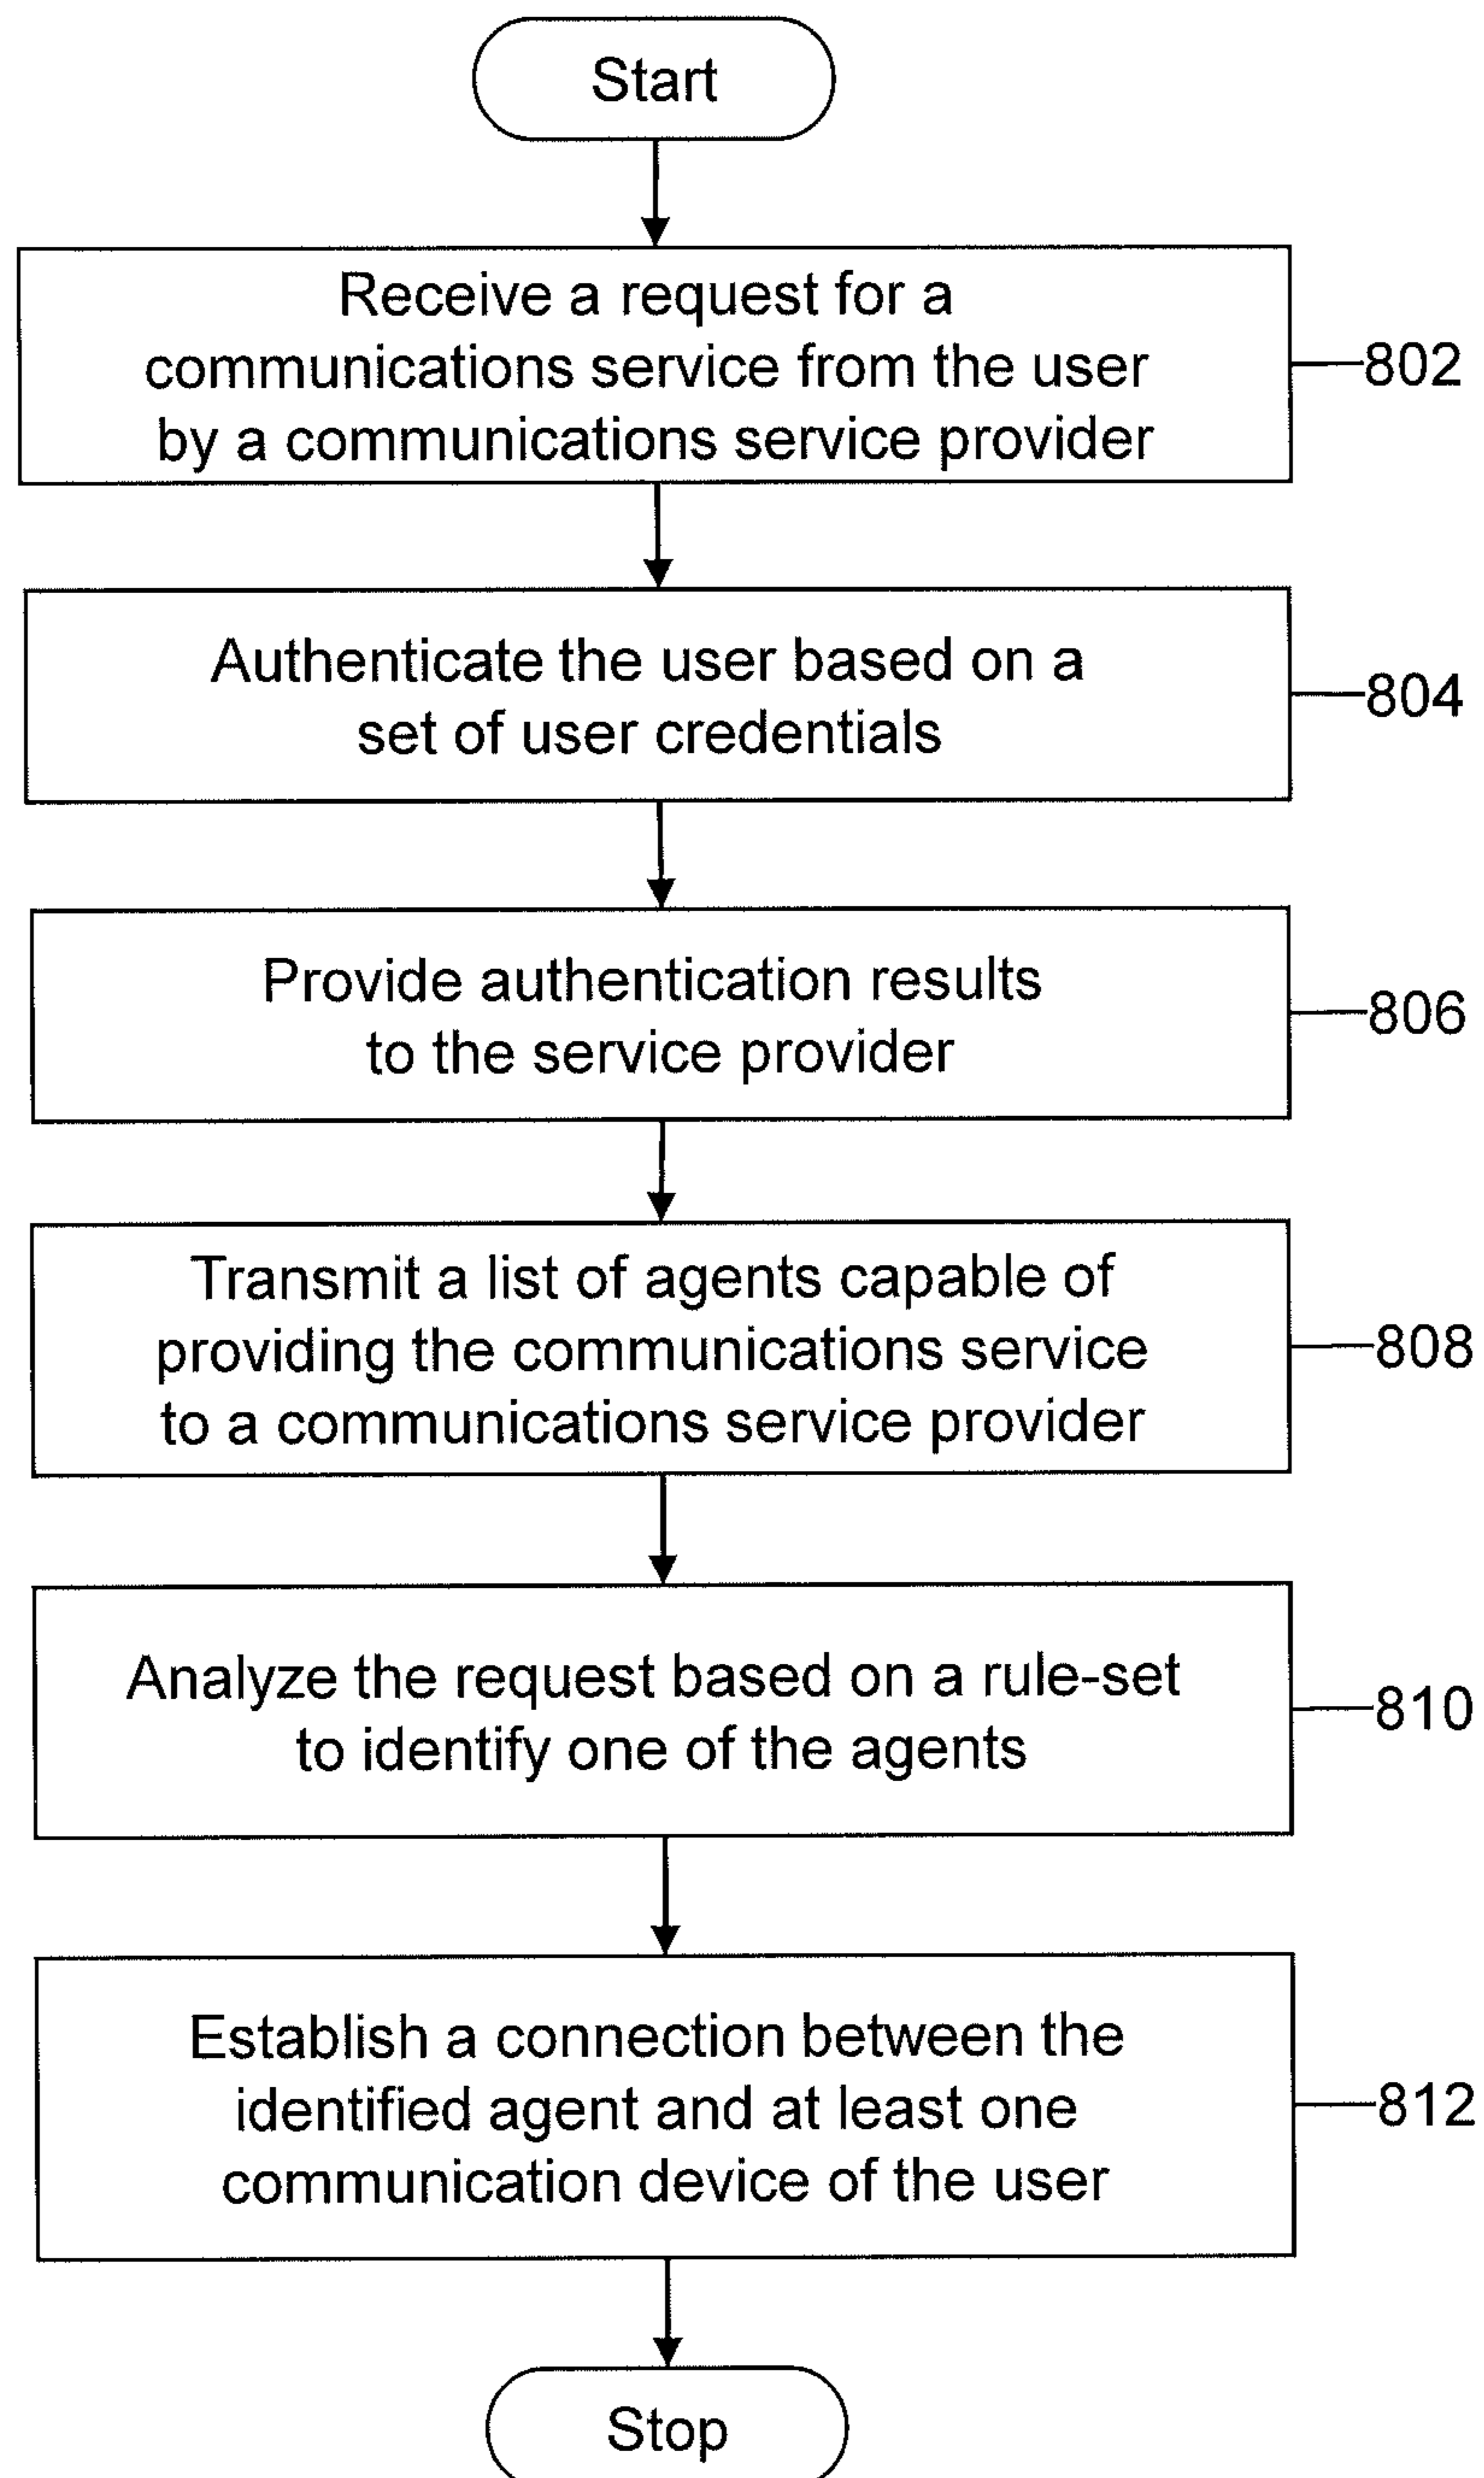 Start
Receive a request for a
communications service from the user
by a communications service provider
802
Authenticate the user based on a
set of user credentials
804
Provide authentication results
to the service provider
806
Transmit a list of agents capable of
providing the communications service
to a communications service provider
808
Analyze the request based on a rule-set
to identify one of the agents
810
Establish a connection between the
identified agent and at least one
communication device of the user
812
Stop